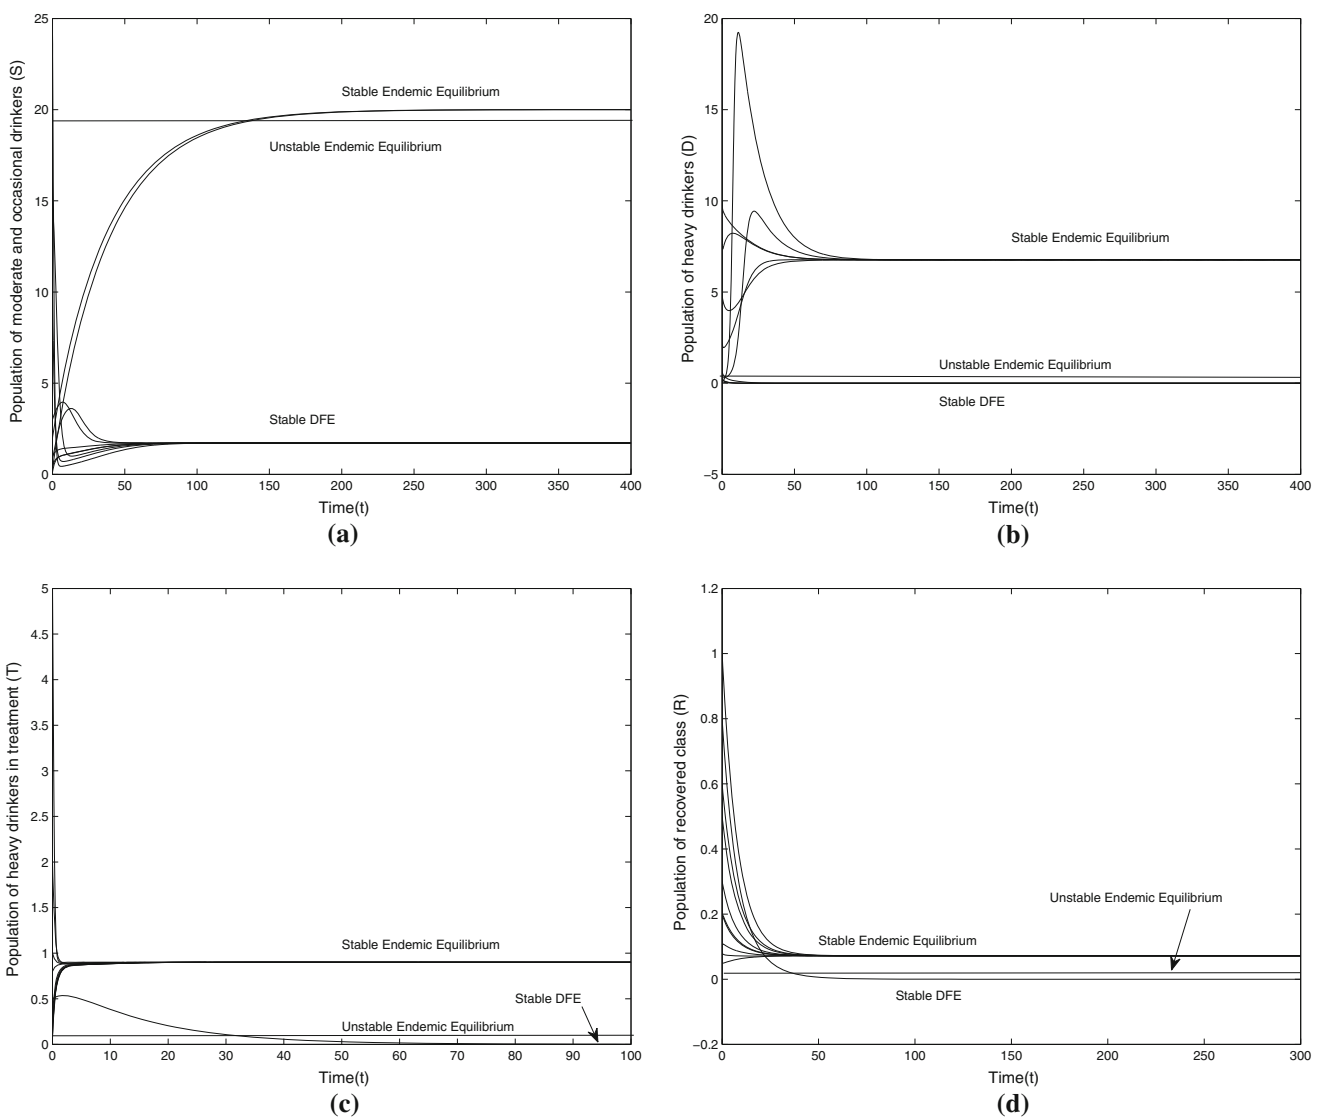 Population of moderate and occasional drinkers (S)
25
20
15
10
5
0
Stable Endemic Equilibrium
Unstable Endemic Equilibrium
Stable DFE
0 50 100 150 200 250 300 350 400
Time(t)
(a)
Population of heavy drinkers (D)
20
15
10
5
0
−5
Stable Endemic Equilibrium
Unstable Endemic Equilibrium
Stable DFE
0 50 100 150 200 250 300 350 400
Time(t)
(b)
Population of heavy drinkers in treatment (T)
5
4.5
4
3.5
3
2.5
2
1.5
1
0.5
0
Stable Endemic Equilibrium
Stable DFE
Unstable Endemic Equilibrium
0 10 20 30 40 50 60 70 80 90 100
Time(t)
(c)
Population of recovered class (R)
1.2
1
0.8
0.6
0.4
0.2
0
−0.2
Unstable Endemic Equilibrium
Stable Endemic Equilibrium
Stable DFE
0 50 100 150 200 250 300
Time(t)
(d)